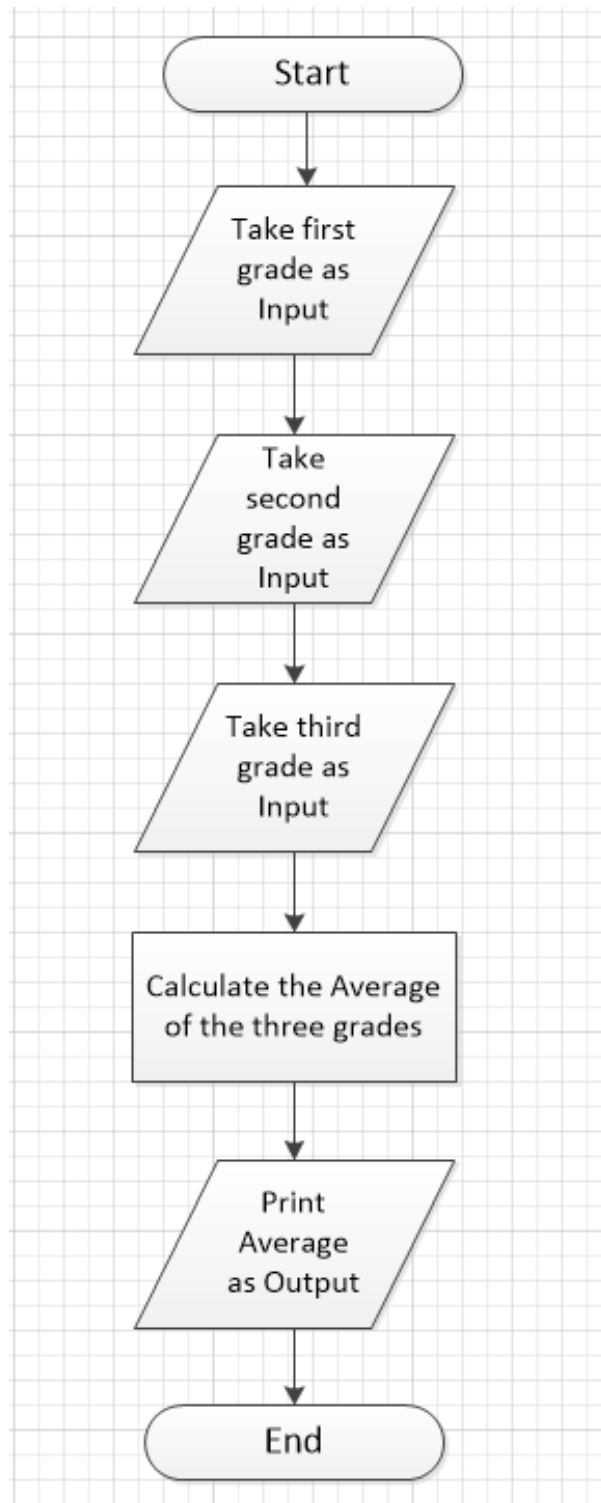 Start
Take first
grade as
Input
Take
second
grade as
Input
Take third
grade as
Input
Calculate the Average
of the three grades
Print
Average
as Output
End